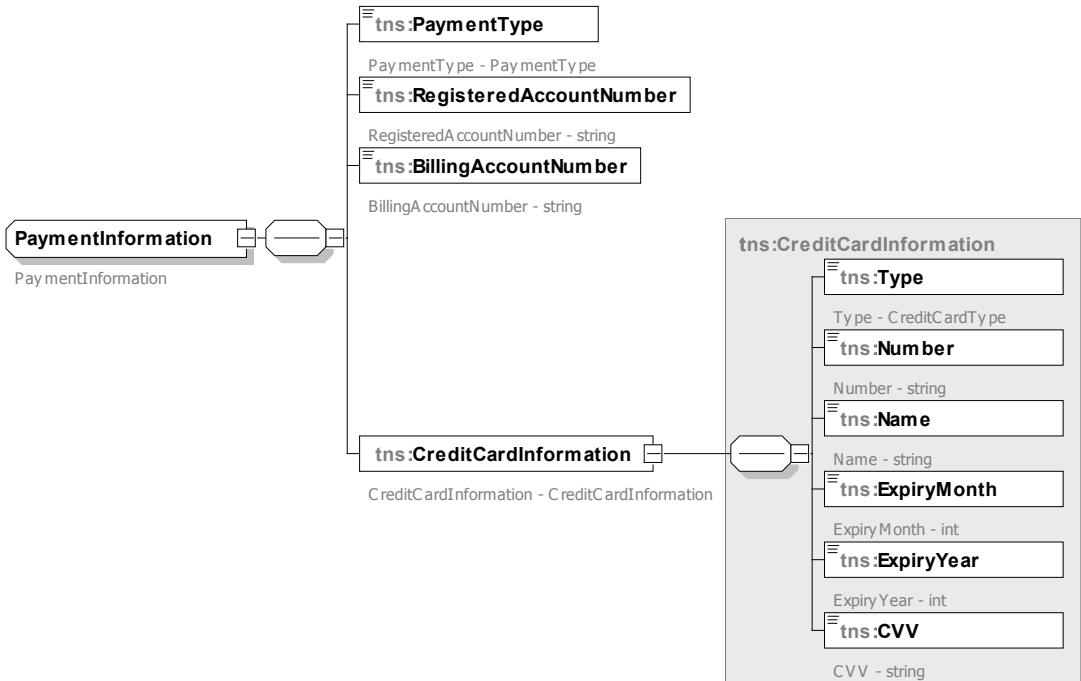 tns:PaymentType
PaymentType - PaymentType
tns:RegisteredAccountNumber
RegisteredAccountNumber - string
tns:BillingAccountNumber
BillingAccountNumber - string
PaymentInformation
PaymentInformation
tns:CreditCardInformation
CreditCardInformation - CreditCardInformation
tns:CreditCardInformation
tns:Type
Type - CreditCardType
tns:Number
Number - string
tns:Name
Name - string
tns:ExpiryMonth
ExpiryMonth - int
tns:ExpiryYear
ExpiryYear - int
tns:CVV
CVV - string